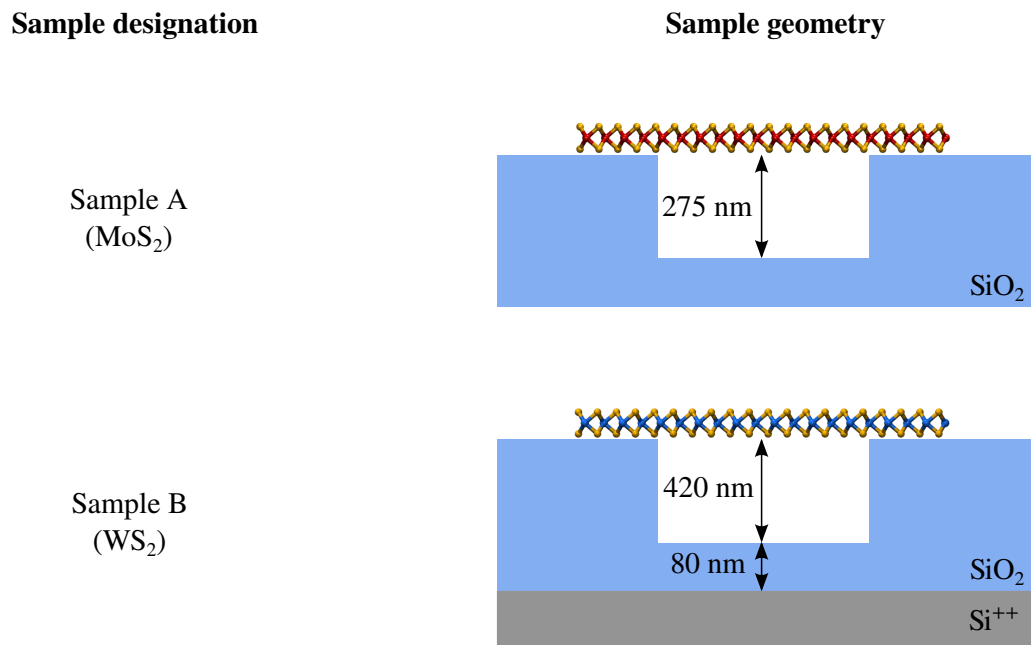 Sample designation
Sample geometry
Sample A
(MoS₂)
275 nm
SiO₂
Sample B
(WS₂)
420 nm
80 nm
SiO₂
Si⁺⁺